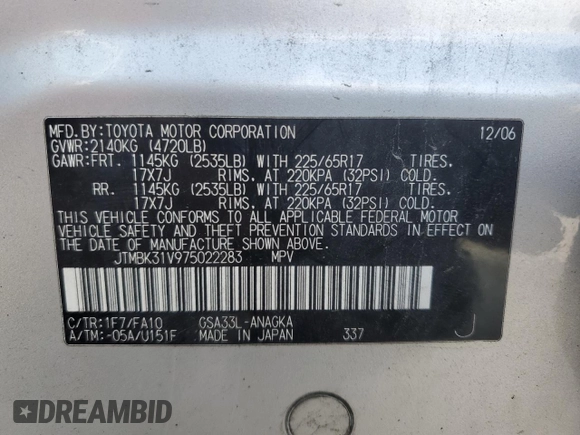 MFD.BY:TOYOTA MOTOR CORPORATION 12/06
GVWR:2140KG (4720LB)
GAWR:FRT. 1145KG (2535LB) WITH 225/65R17 TIRES,
17X7J RIMS, AT 220KPA (32PSI) COLD.
RR. 1145KG (2535LB) WITH 225/65R17 TIRES,
17X7J RIMS, AT 220KPA (32PSI) COLD.
THIS VEHICLE CONFORMS TO ALL APPLICABLE FEDERAL MOTOR
VEHICLE SAFETY AND THEFT PREVENTION STANDARDS IN EFFECT ON
THE DATE OF MANUFACTURE SHOWN ABOVE.
JTMBK31V975022283 MPV
C/TR:1F7/FA10 GSA33L-ANAGKA
A/TM:-05A/U151F MADE IN JAPAN 337 J
DREAMBID